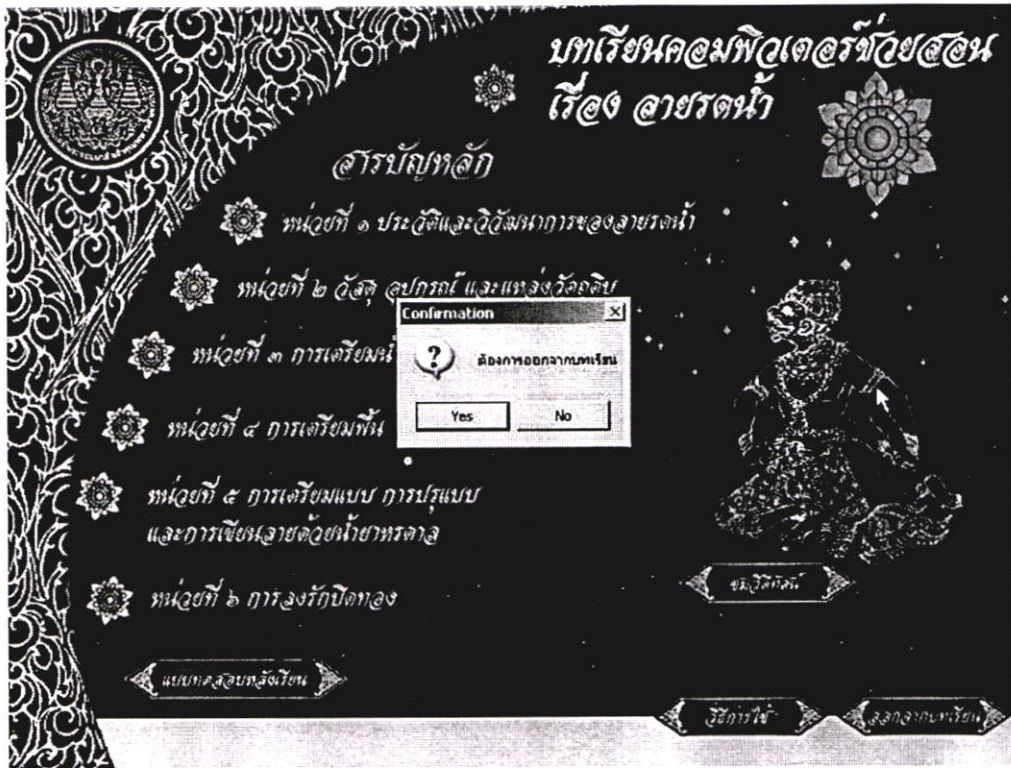 บทเรียนคอมพิวเตอร์ช่วยสอน
เรื่อง ลายรดน้ำ
สารบัญหลัก
หน่วยที่ ๑ ประวัติและวิวัฒนาการของลายรดน้ำ
หน่วยที่ ๒ วัสดุ อุปกรณ์ และแหล่งวัตถุดิบ
หน่วยที่ ๓ การเตรียมน้
หน่วยที่ ๔ การเตรียมพื้น
หน่วยที่ ๕ การเตรียมแบบ การปรุแบบ
และการเขียนลายด้วยน้ำยาหรดาล
หน่วยที่ ๖ การลงรักปิดทอง
Confirmation
ต้องการออกจากบทเรียน
Yes No
ชมวีดิทัศน์
แบบทดสอบหลังเรียน
วิธีการใช้
ออกจากบทเรียน